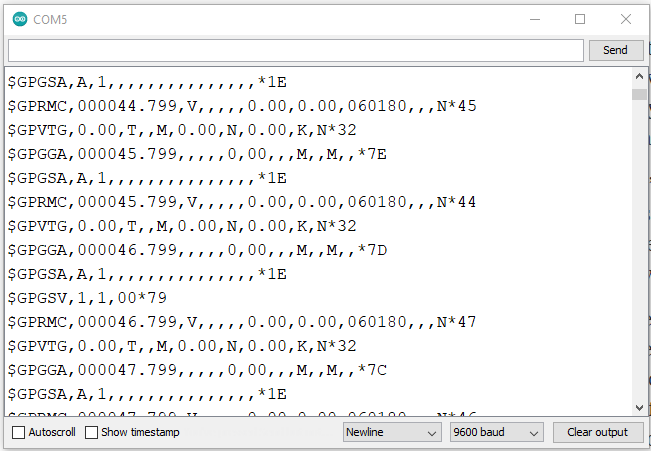 COM5
Send
$GPGSA,A,1,,,,,,,,,,,,,,,*1E
$GPRMC,000044.799,V,,,,,0.00,0.00,060180,,,N*45
$GPVTG,0.00,T,,M,0.00,N,0.00,K,N*32
$GPGGA,000045.799,,,,,0,00,,,M,,M,,*7E
$GPGSA,A,1,,,,,,,,,,,,,,,*1E
$GPRMC,000045.799,V,,,,,0.00,0.00,060180,,,N*44
$GPVTG,0.00,T,,M,0.00,N,0.00,K,N*32
$GPGGA,000046.799,,,,,0,00,,,M,,M,,*7D
$GPGSA,A,1,,,,,,,,,,,,,,,*1E
$GPGSV,1,1,00*79
$GPRMC,000046.799,V,,,,,0.00,0.00,060180,,,N*47
$GPVTG,0.00,T,,M,0.00,N,0.00,K,N*32
$GPGGA,000047.799,,,,,0,00,,,M,,M,,*7C
$GPGSA,A,1,,,,,,,,,,,,,,,*1E
$GPRMC,000047.799,V,,,,,0.00,0.00,060180,,,N*46
Autoscroll Show timestamp Newline 9600 baud Clear output